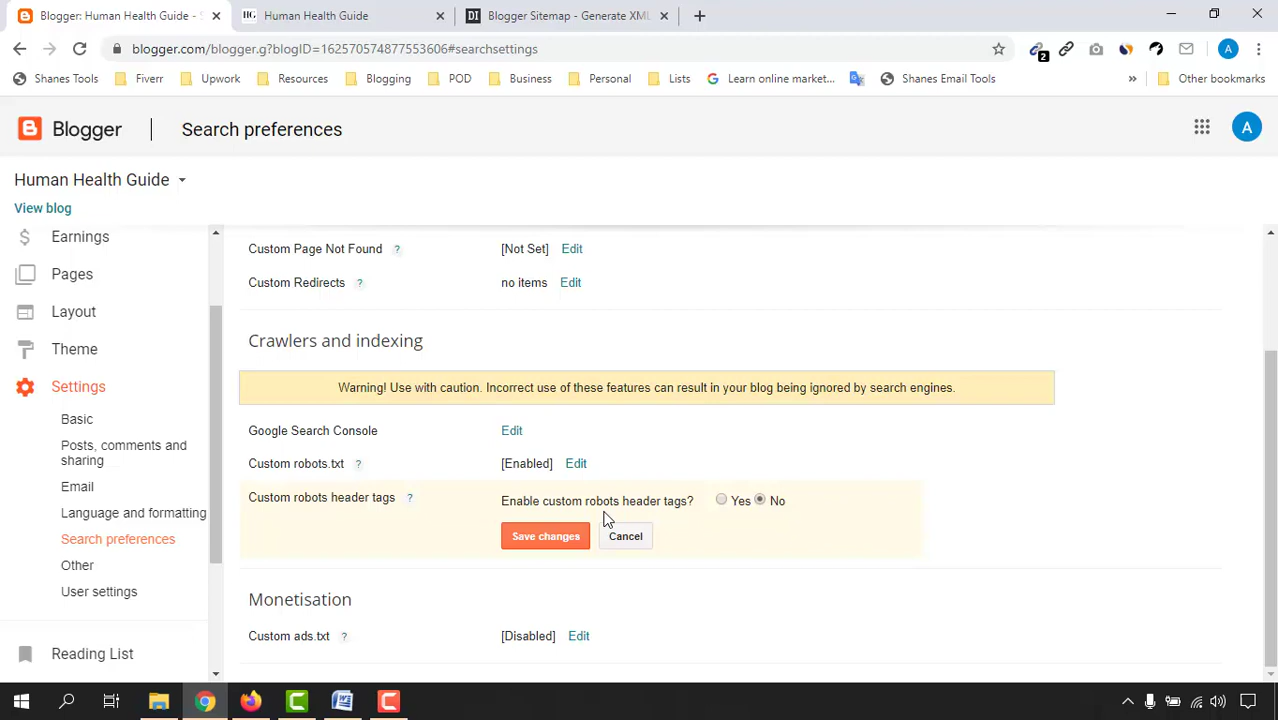 Blogger: Human Health Guide - S
HG Human Health Guide
DI Blogger Sitemap - Generate XML
blogger.com/blogger.g?blogID=162570574877553606#searchsettings
2
A
Shanes Tools
Fiverr
Upwork
Resources
Blogging
POD
Business
Personal
Lists
Learn online market...
Shanes Email Tools
»
Other bookmarks
Blogger
Search preferences
A
Human Health Guide
View blog
Earnings
Pages
Layout
Theme
Settings
Basic
Posts, comments and
sharing
Email
Language and formatting
Search preferences
Other
User settings
Reading List
Custom Page Not Found ? [Not Set] Edit
Custom Redirects ? no items Edit
Crawlers and indexing
Warning! Use with caution. Incorrect use of these features can result in your blog being ignored by search engines.
Google Search Console Edit
Custom robots.txt ? [Enabled] Edit
Custom robots header tags ? Enable custom robots header tags? Yes No
Save changes Cancel
Monetisation
Custom ads.txt ? [Disabled] Edit